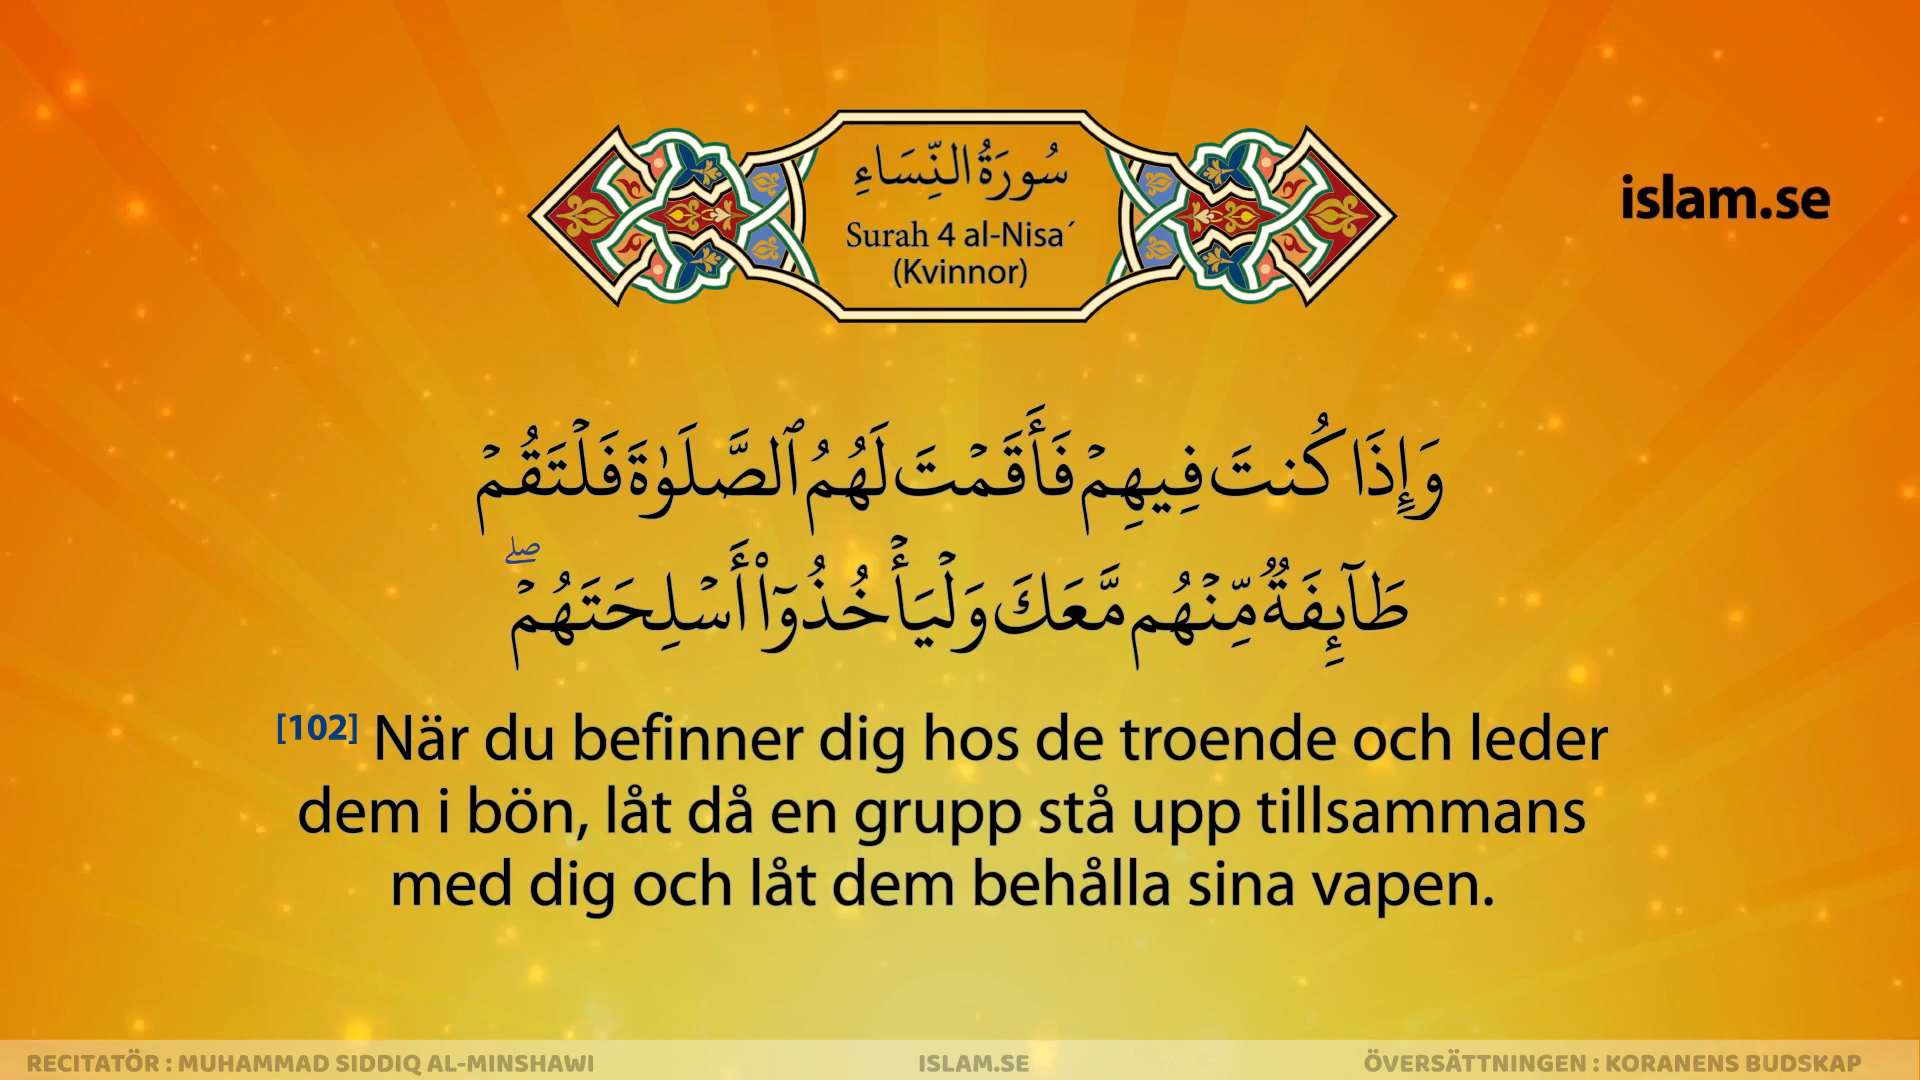 سُورَةُ النِّسَاءِ
Surah 4 al-Nisa´
(Kvinnor)
islam.se
وَإِذَا كُنتَ فِيهِمۡ فَأَقَمۡتَ لَهُمُ ٱلصَّلَوٰةَ فَلۡتَقُمۡ
طَآئِفَةٞ مِّنۡهُم مَّعَكَ وَلۡيَأۡخُذُوٓاْ أَسۡلِحَتَهُمۡۖ
[102] När du befinner dig hos de troende och leder
dem i bön, låt då en grupp stå upp tillsammans
med dig och låt dem behålla sina vapen.
RECITATÖR : MUHAMMAD SIDDIQ AL-MINSHAWI
ISLAM.SE
ÖVERSÄTTNINGEN : KORANENS BUDSKAP